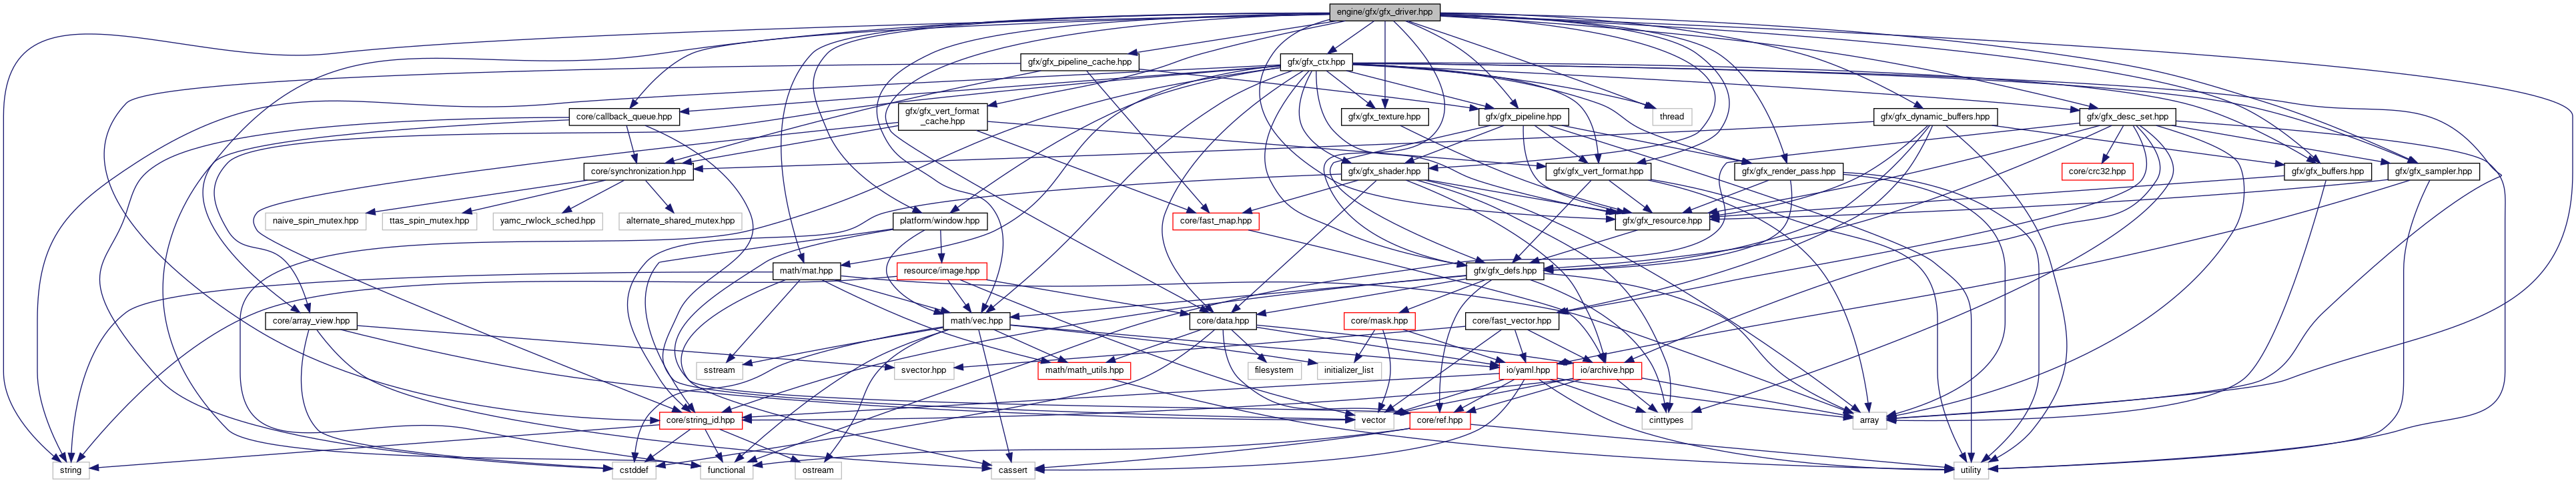 engine/gfx/gfx_driver.hpp
gfx/gfx_pipeline_cache.hpp
gfx/gfx_ctx.hpp
core/callback_queue.hpp
gfx/gfx_vert_format
_cache.hpp
gfx/gfx_texture.hpp
gfx/gfx_pipeline.hpp
thread
gfx/gfx_dynamic_buffers.hpp
gfx/gfx_desc_set.hpp
core/synchronization.hpp
gfx/gfx_shader.hpp
gfx/gfx_vert_format.hpp
gfx/gfx_render_pass.hpp
core/crc32.hpp
gfx/gfx_buffers.hpp
gfx/gfx_sampler.hpp
naive_spin_mutex.hpp
ttas_spin_mutex.hpp
yamc_rwlock_sched.hpp
alternate_shared_mutex.hpp
platform/window.hpp
core/fast_map.hpp
gfx/gfx_resource.hpp
math/mat.hpp
resource/image.hpp
gfx/gfx_defs.hpp
core/array_view.hpp
math/vec.hpp
core/data.hpp
core/mask.hpp
core/fast_vector.hpp
sstream
svector.hpp
math/math_utils.hpp
filesystem
initializer_list
io/yaml.hpp
io/archive.hpp
core/string_id.hpp
vector
core/ref.hpp
cinttypes
array
string
cstddef
functional
ostream
cassert
utility